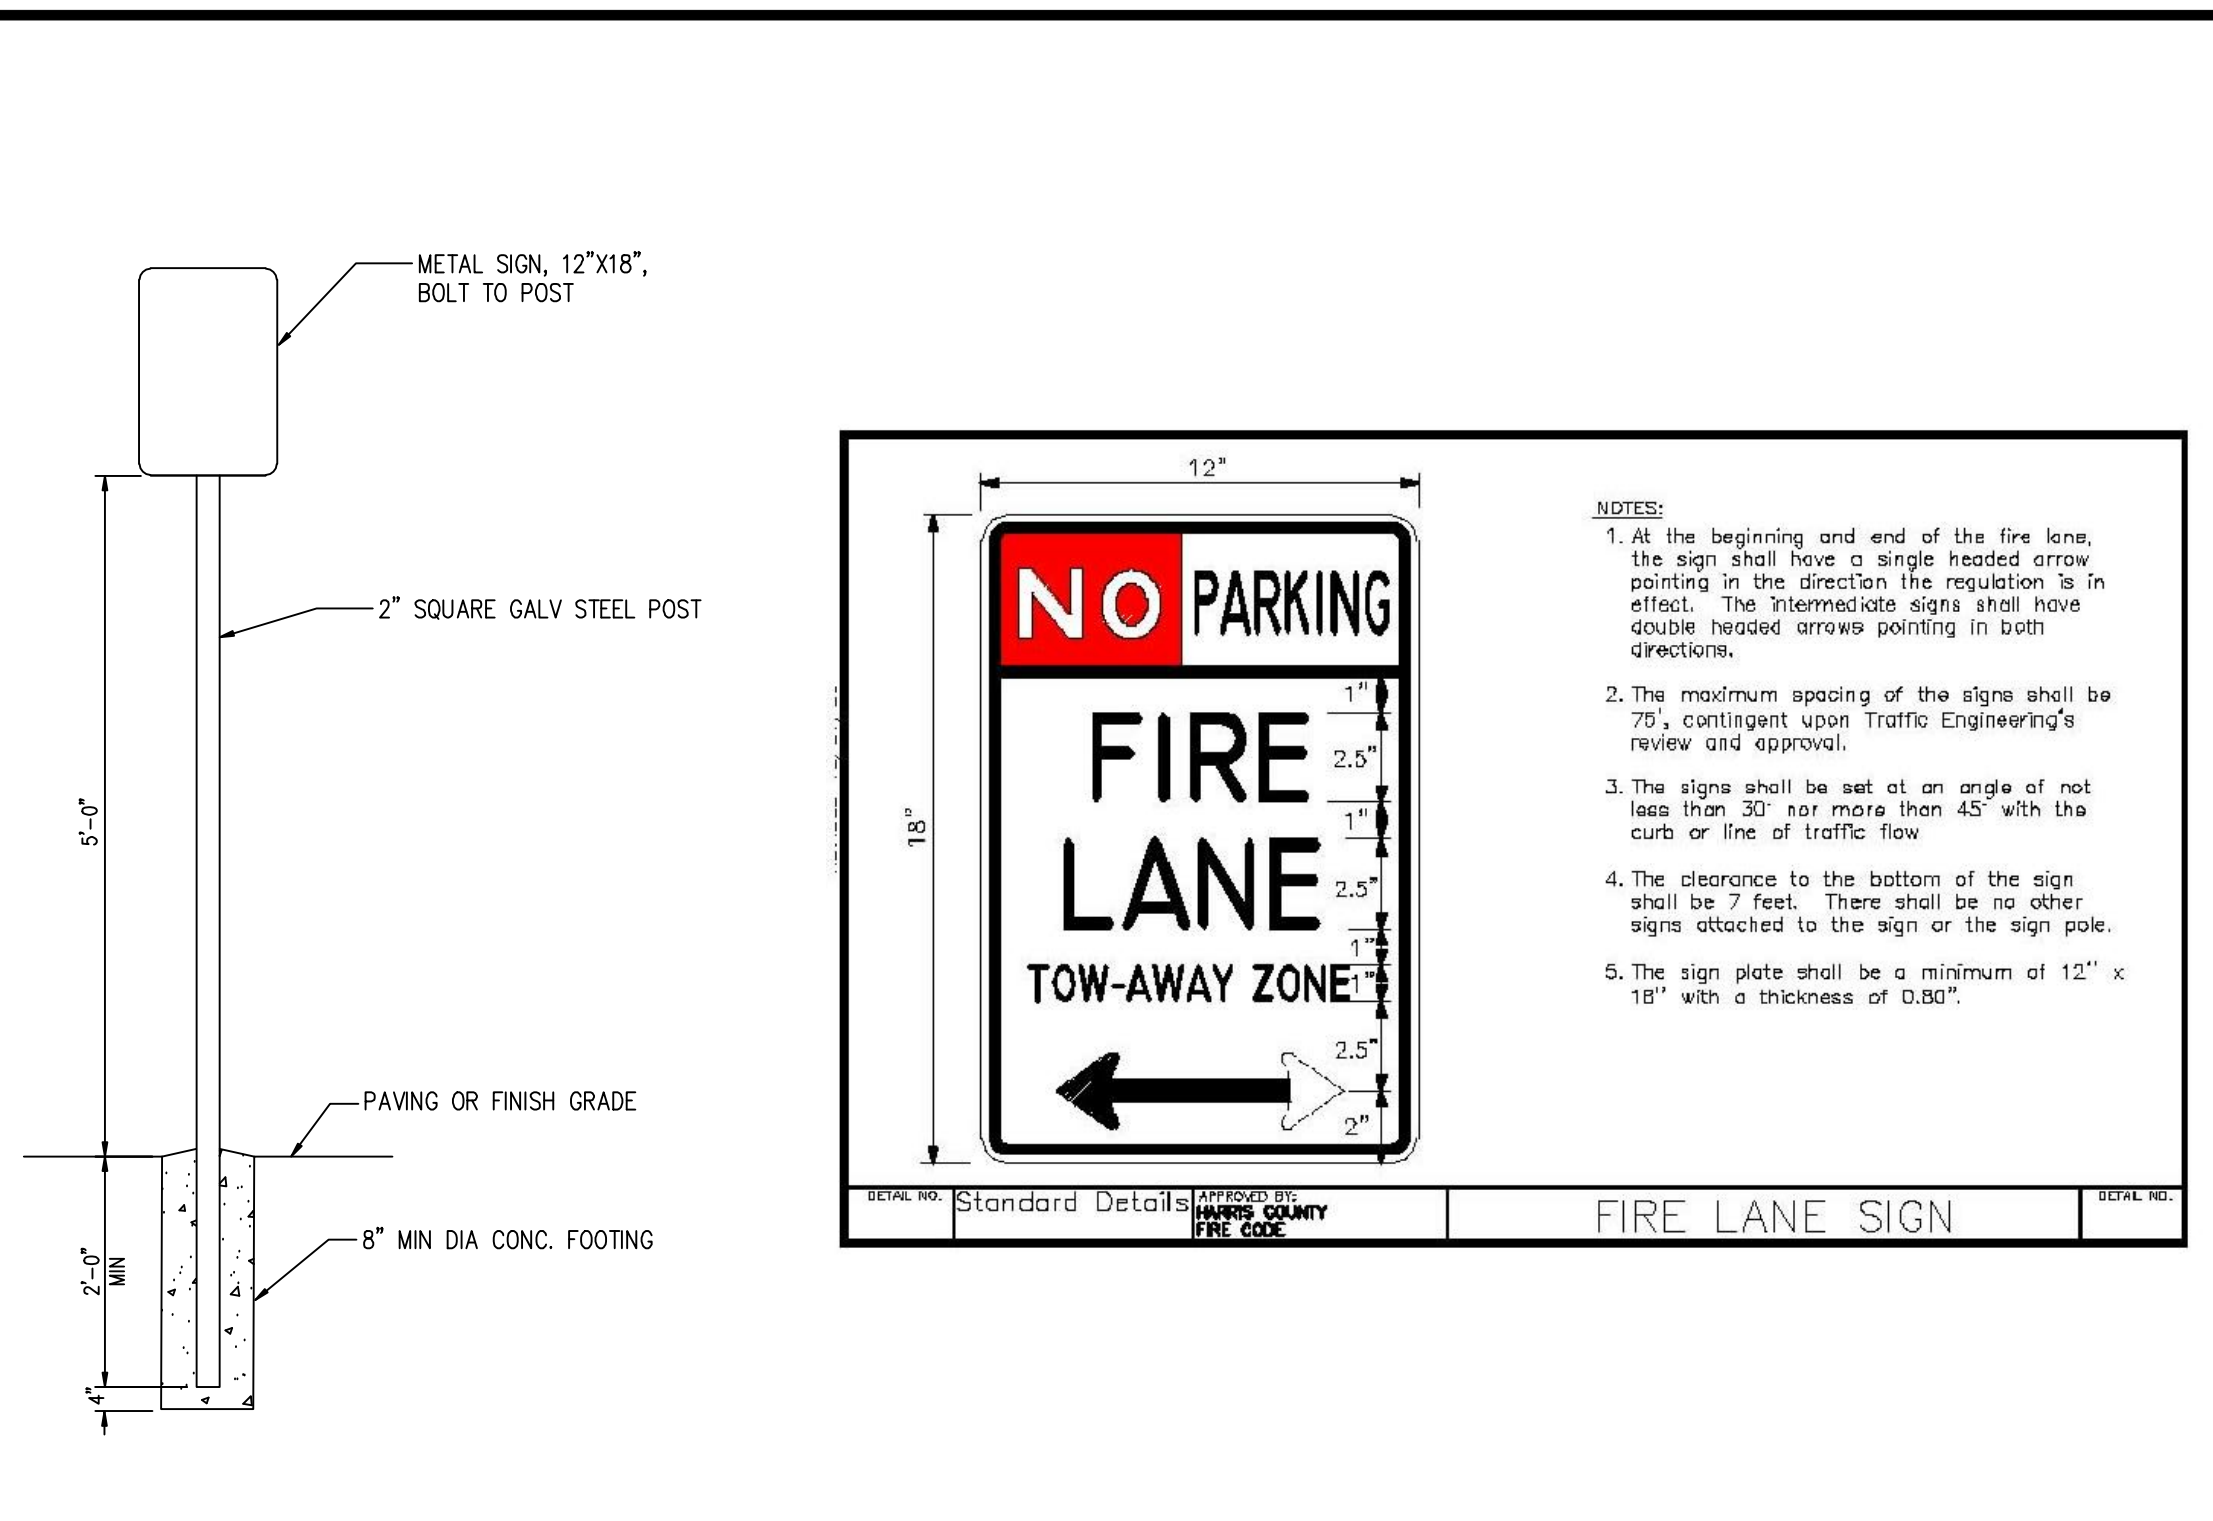 METAL SIGN, 12"X18",
BOLT TO POST
2" SQUARE GALV STEEL POST
5'-0"
PAVING OR FINISH GRADE
8" MIN DIA CONC. FOOTING
2'-0"
MIN
4"
12"
18"
NO PARKING
FIRE
LANE
TOW-AWAY ZONE
1"
2.5"
1"
2.5"
1"
1"
2.5"
2"
NOTES:
1. At the beginning and end of the fire lane,
the sign shall have a single headed arrow
pointing in the direction the regulation is in
effect. The intermediate signs shall have
double headed arrows pointing in both
directions.
2. The maximum spacing of the signs shall be
75', contingent upon Traffic Engineering's
review and approval.
3. The signs shall be set at an angle of not
less than 30° nor more than 45° with the
curb or line of traffic flow
4. The clearance to the bottom of the sign
shall be 7 feet. There shall be no other
signs attached to the sign or the sign pole.
5. The sign plate shall be a minimum of 12" x
18" with a thickness of 0.80".
DETAIL NO.
Standard Details
APPROVED BY:
HARRIS COUNTY
FIRE CODE
FIRE LANE SIGN
DETAIL NO.